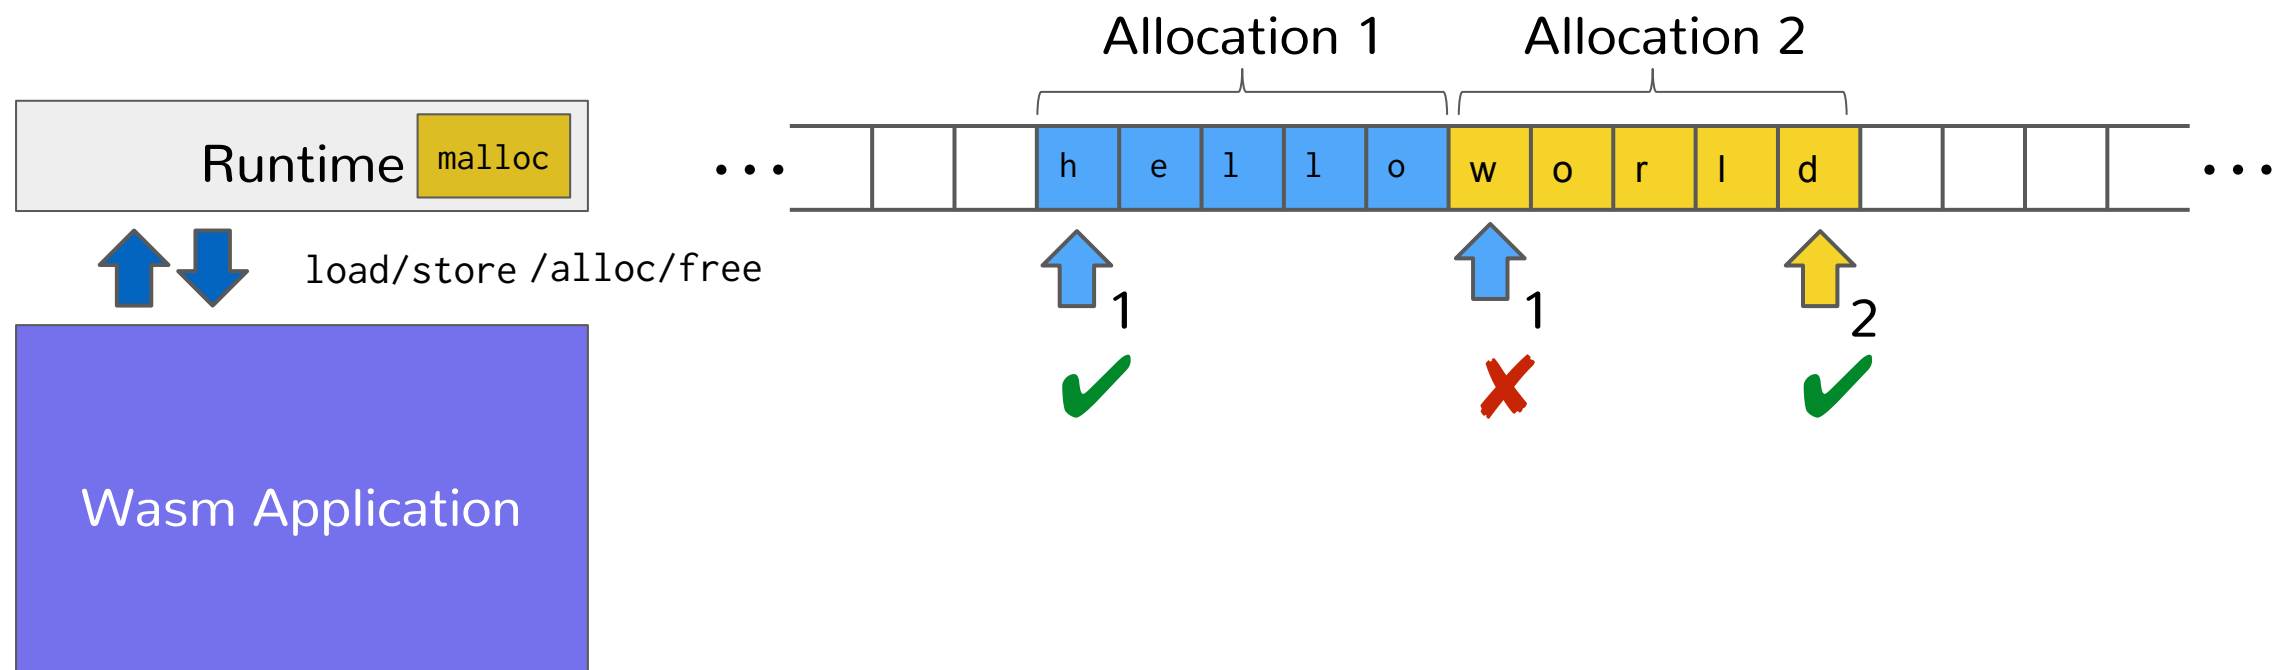 Allocation 1 Allocation 2
Runtime malloc
... h e l l o w o r l d ...
load/store /alloc/free
1 1 2
✔ ✘ ✔
Wasm Application